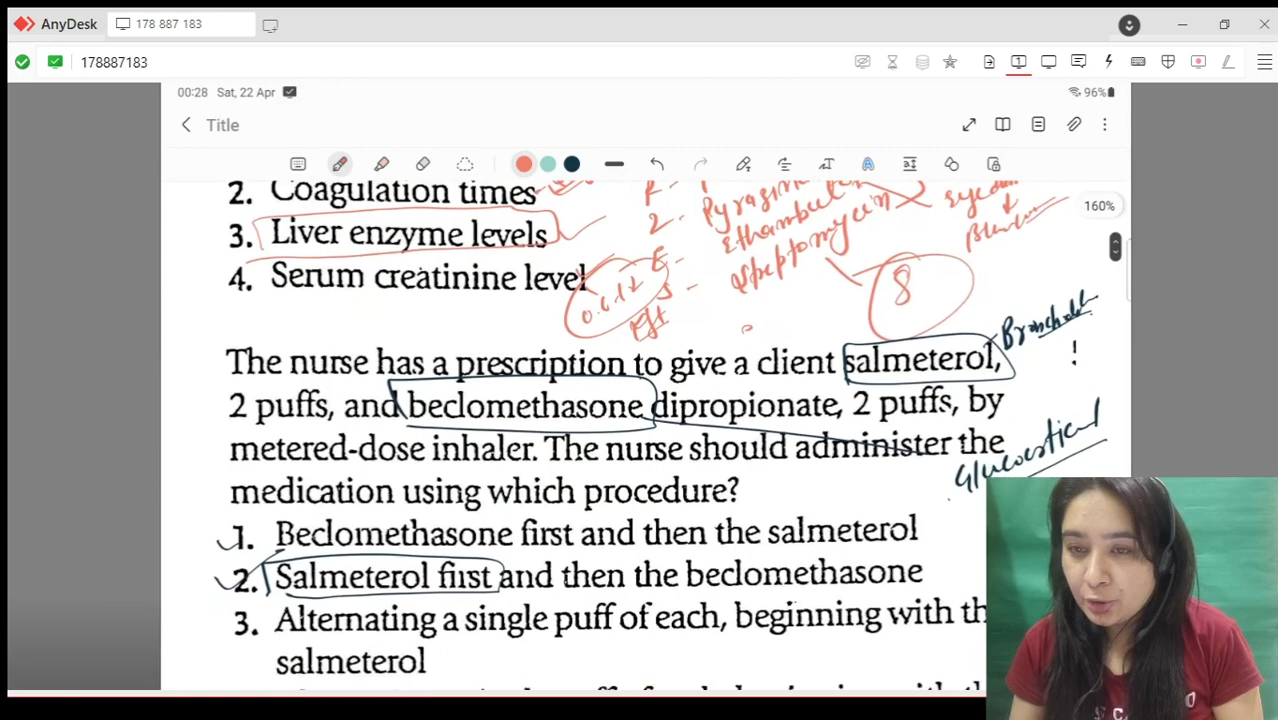 AnyDesk
178 887 183
178887183
00:28 Sat, 22 Apr
96%
Title
160%
2. Coagulation times
3. Liver enzyme levels
4. Serum creatinine level
Ethambutol
Streptomycin
8
The nurse has a prescription to give a client salmeterol,
2 puffs, and beclomethasone dipropionate, 2 puffs, by
metered-dose inhaler. The nurse should administer the
medication using which procedure?
1. Beclomethasone first and then the salmeterol
2. Salmeterol first and then the beclomethasone
3. Alternating a single puff of each, beginning with
salmeterol